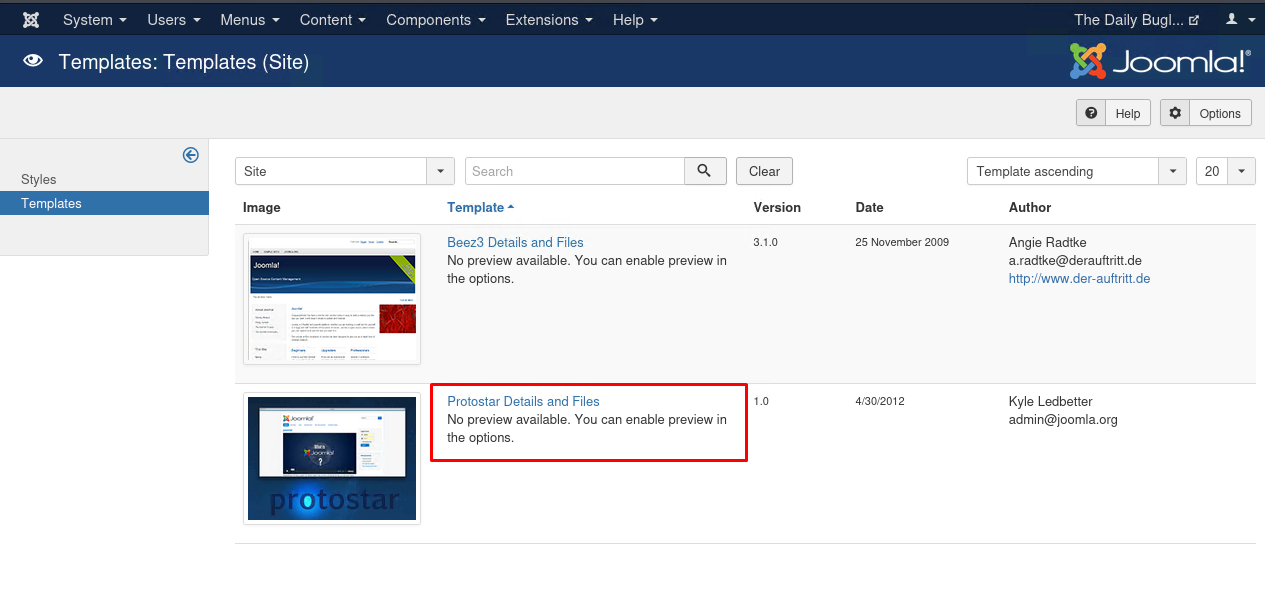 System Users Menus Content Components Extensions Help The Daily Bugl...
Templates: Templates (Site) Joomla!®
Help Options
Styles
Templates
Site Search Clear Template ascending 20
Image Template Version Date Author
Beez3 Details and Files 3.1.0 25 November 2009 Angie Radtke
No preview available. You can enable preview in a.radtke@derauftritt.de
the options. http://www.der-auftritt.de
Joomla!
Protostar Details and Files 1.0 4/30/2012 Kyle Ledbetter
No preview available. You can enable preview in admin@joomla.org
the options.
Joomla!
Joomla!
?
protostar